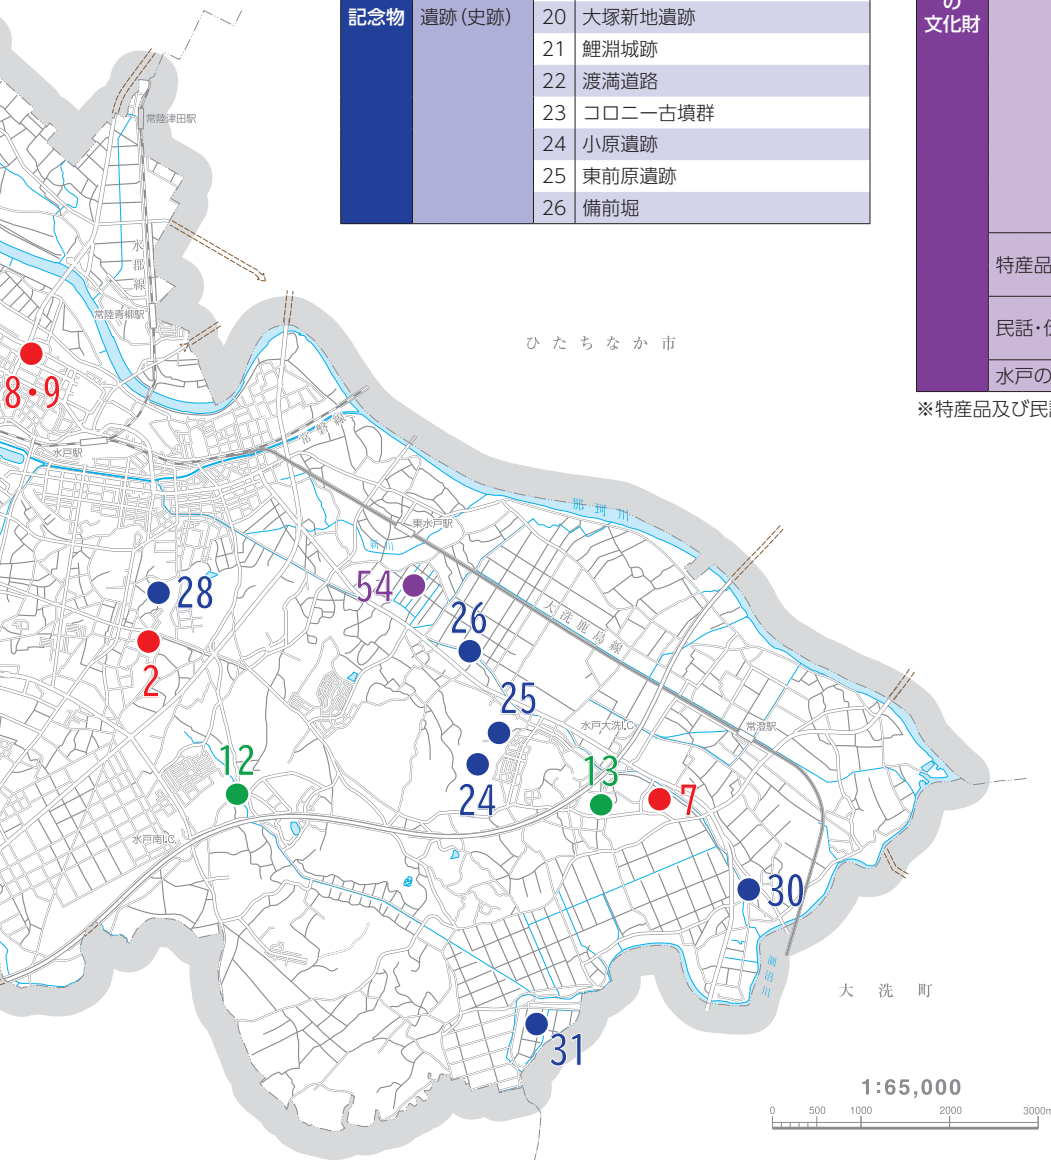 記念物
遺跡（史跡）
20 大塚新地遺跡
21 鯉淵城跡
22 渡満道路
23 コロニー古墳群
24 小原遺跡
25 東前原遺跡
26 備前堀
の
文化財
特産品
民話・
水戸の
※特産品及び民
常陸津田駅
水郡線
常陸青柳駅
ひたちなか市
8・9
水戸駅
常磐線
那珂川
東水戸駅
新川
54
28
26
大洗鹿島線
2
25
水戸大洗I.C
常澄駅
12
13
24
7
水戸南I.C
30
涸沼川
大洗町
31
1:65,000
0 500 1000 2000 3000m